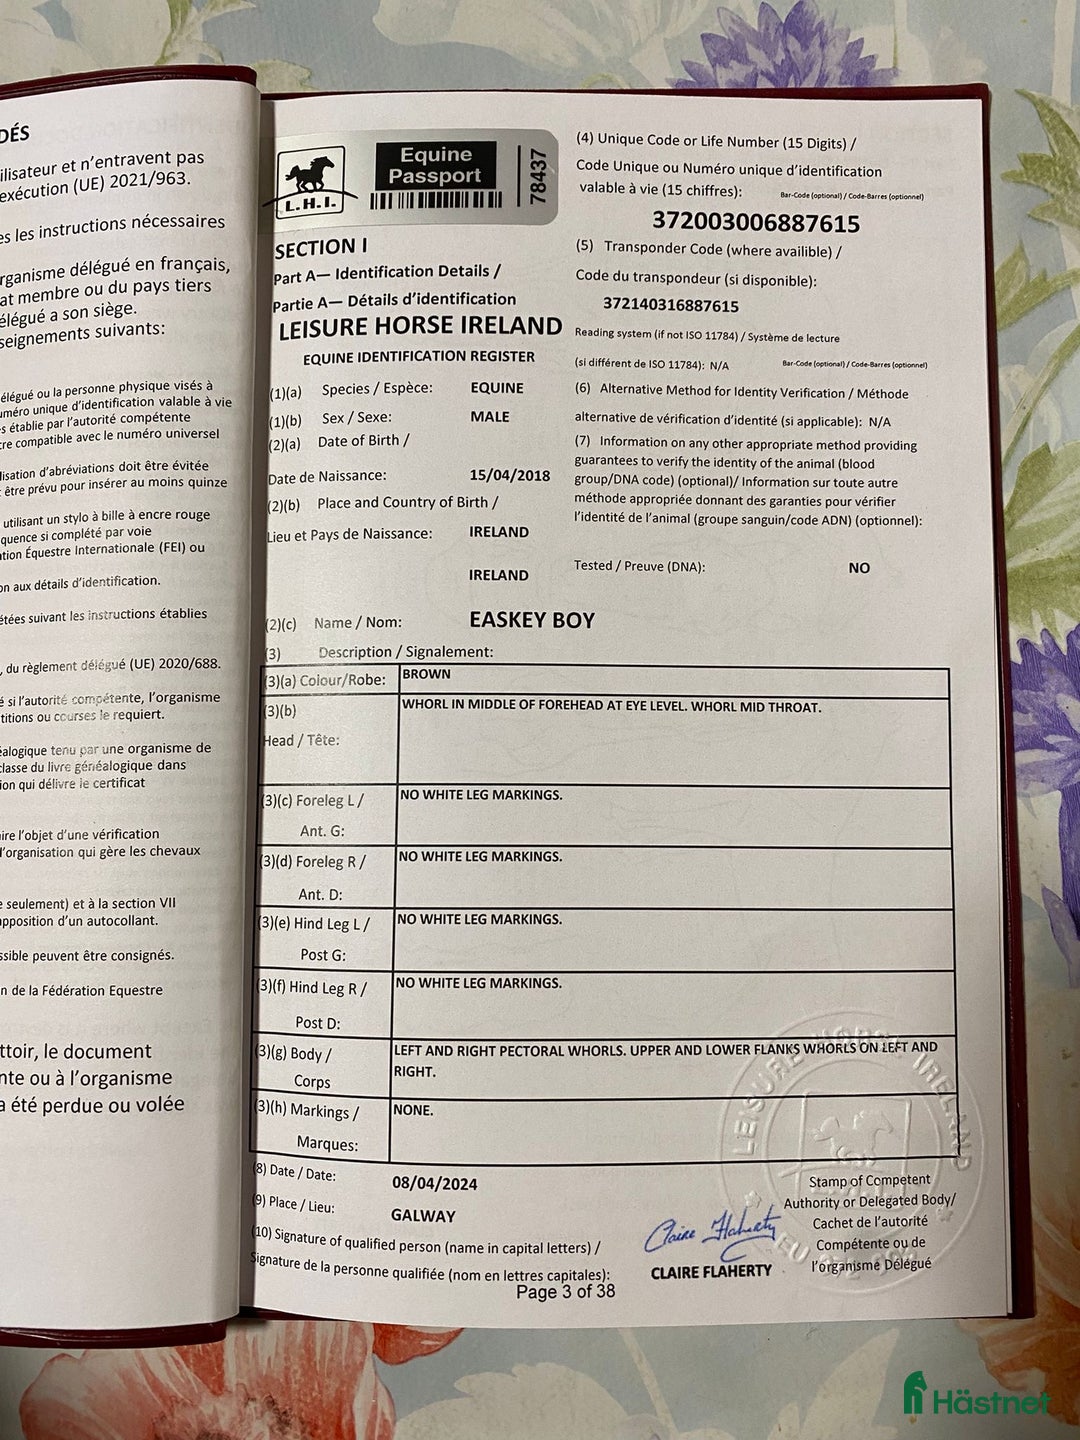 DÉS
ilisateur et n'entravent pas
exécution (UE) 2021/963.
es les instructions nécessaires
organisme délégué en français,
at membre ou du pays tiers
élégué a son siège.
seignements suivants:
élégué ou la personne physique visés à
uméro unique d'identification valable à vie
s établie par l'autorité compétente
cre compatible avec le numéro universel
ilisation d'abréviations doit être évitée
t être prévu pour insérer au moins quinze
utilisant un stylo à bille à encre rouge
quence si complété par voie
ation Équestre Internationale (FEI) ou
on aux détails d'identification.
étées suivant les instructions établies
, du règlement délégué (UE) 2020/688.
é si l'autorité compétente, l'organisme
titions ou courses le requiert.
éalogique tenu par une organisme de
classe du livre généalogique dans
ion qui délivre le certificat
ire l'objet d'une vérification
l'organisation qui gère les chevaux
e seulement) et à la section VII
apposition d'un autocollant.
ssible peuvent être consignés.
n de la Fédération Equestre
ttoir, le document
nte ou à l'organisme
a été perdue ou volée
L.H.I.
Equine
Passport
78437
SECTION I
Part A— Identification Details /
Partie A— Détails d'identification
LEISURE HORSE IRELAND
EQUINE IDENTIFICATION REGISTER
(1)(a) Species / Espèce: EQUINE
(1)(b) Sex / Sexe: MALE
(2)(a) Date of Birth /
Date de Naissance: 15/04/2018
(2)(b) Place and Country of Birth /
Lieu et Pays de Naissance: IRELAND
IRELAND
(2)(c) Name / Nom: EASKEY BOY
(3) Description / Signalement:
(4) Unique Code or Life Number (15 Digits) /
Code Unique ou Numéro unique d'identification
valable à vie (15 chiffres): Bar-Code (optional) / Code-Barres (optionnel)
372003006887615
(5) Transponder Code (where availible) /
Code du transpondeur (si disponible):
372140316887615
Reading system (if not ISO 11784) / Système de lecture
(si différent de ISO 11784): N/A Bar-Code (optional) / Code-Barres (optionnel)
(6) Alternative Method for Identity Verification / Méthode
alternative de vérification d'identité (si applicable): N/A
(7) Information on any other appropriate method providing
guarantees to verify the identity of the animal (blood
group/DNA code) (optional)/ Information sur toute autre
méthode appropriée donnant des garanties pour vérifier
l'identité de l'animal (groupe sanguin/code ADN) (optionnel):
Tested / Preuve (DNA): NO
(3)(a) Colour/Robe: BROWN
(3)(b) WHORL IN MIDDLE OF FOREHEAD AT EYE LEVEL. WHORL MID THROAT.
Head / Tête:
(3)(c) Foreleg L / NO WHITE LEG MARKINGS.
Ant. G:
(3)(d) Foreleg R / NO WHITE LEG MARKINGS.
Ant. D:
(3)(e) Hind Leg L / NO WHITE LEG MARKINGS.
Post G:
(3)(f) Hind Leg R / NO WHITE LEG MARKINGS.
Post D:
(3)(g) Body / LEFT AND RIGHT PECTORAL WHORLS. UPPER AND LOWER FLANKS WHORLS ON LEFT AND
Corps RIGHT.
(3)(h) Markings / NONE.
Marques:
(8) Date / Date: 08/04/2024
(9) Place / Lieu: GALWAY
(10) Signature of qualified person (name in capital letters) /
Signature de la personne qualifiée (nom en lettres capitales):
Claire Flaherty
CLAIRE FLAHERTY
Stamp of Competent
Authority or Delegated Body/
Cachet de l'autorité
Compétente ou de
l'organisme Délégué
LEISURE HORSE IRELAND
Page 3 of 38
Hästnet